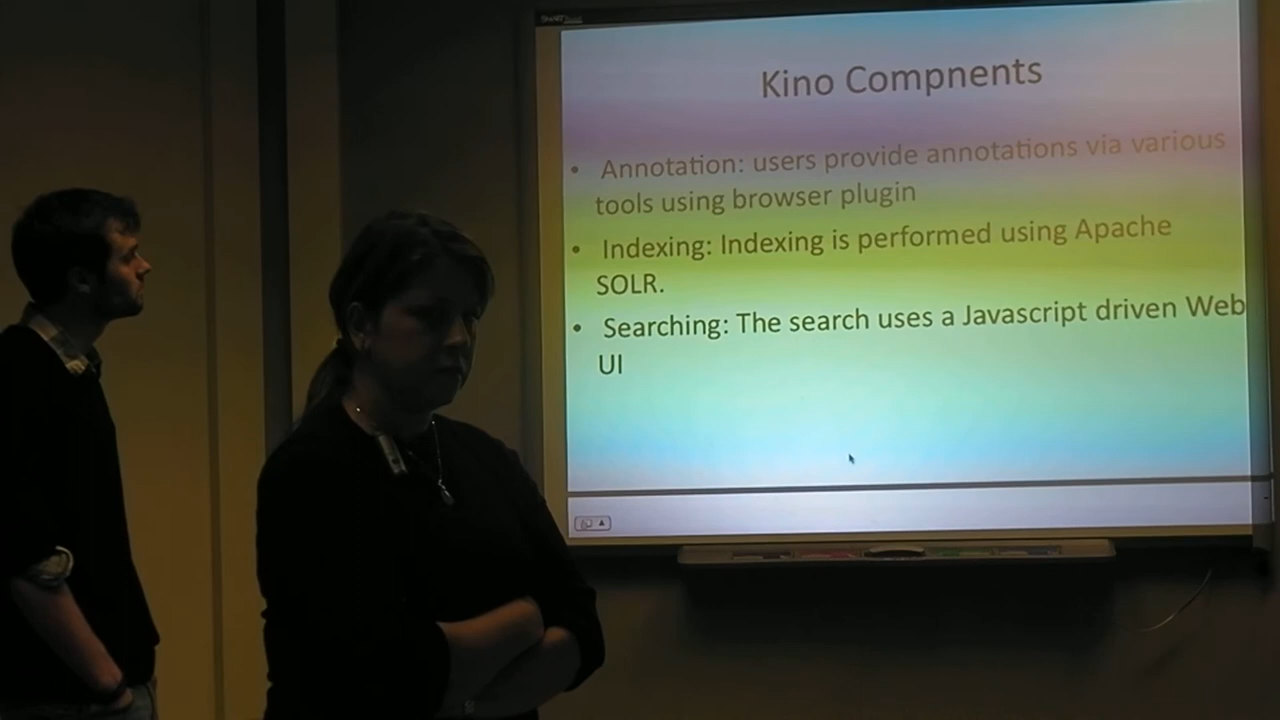 SMART
Kino Compnents
• Annotation: users provide annotations via various
tools using browser plugin
• Indexing: Indexing is performed using Apache
SOLR.
• Searching: The search uses a Javascript driven Web
UI